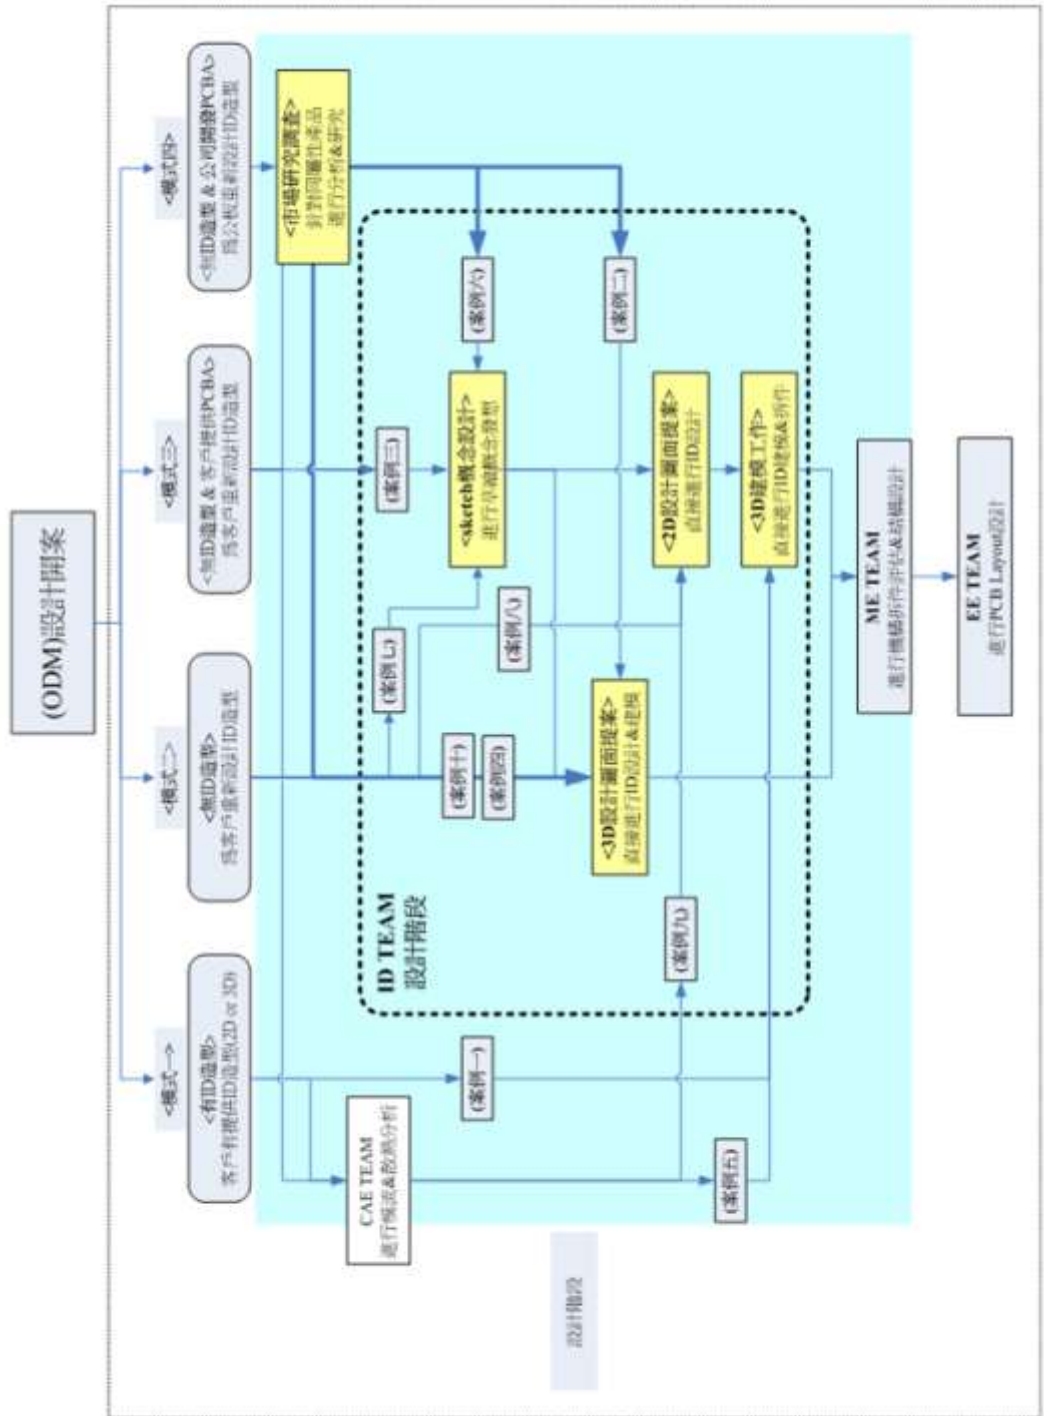 (ODM)設計開案
<模式一>
<模式二>
<模式三>
<模式四>
<有ID造型>
客戶有提供ID造型(2D or 3D)
<無ID造型>
為客戶重新設計ID造型
<無ID造型 & 客戶提供PCBA>
為客戶重新設計ID造型
<無ID造型 & 公司開發PCBA>
為公板重新設計ID造型
<市場研究調查>
針對同屬性產品
進行分析&研究
CAE TEAM
進行模流&散熱分析
ID TEAM
設計階段
(案例七)
(案例三)
(案例一)
(案例十)
(案例四)
(案例八)
<sketch概念設計>
進行草繪概念發想
(案例六)
(案例二)
<3D設計圖面提案>
直接進行ID設計&建模
(案例九)
<2D設計圖面提案>
直接進行ID設計
(案例五)
<3D建模工作>
直接進行ID建模&拆件
設計階段
ME TEAM
進行機構拆件評估&結構設計
EE TEAM
進行PCB Layout設計